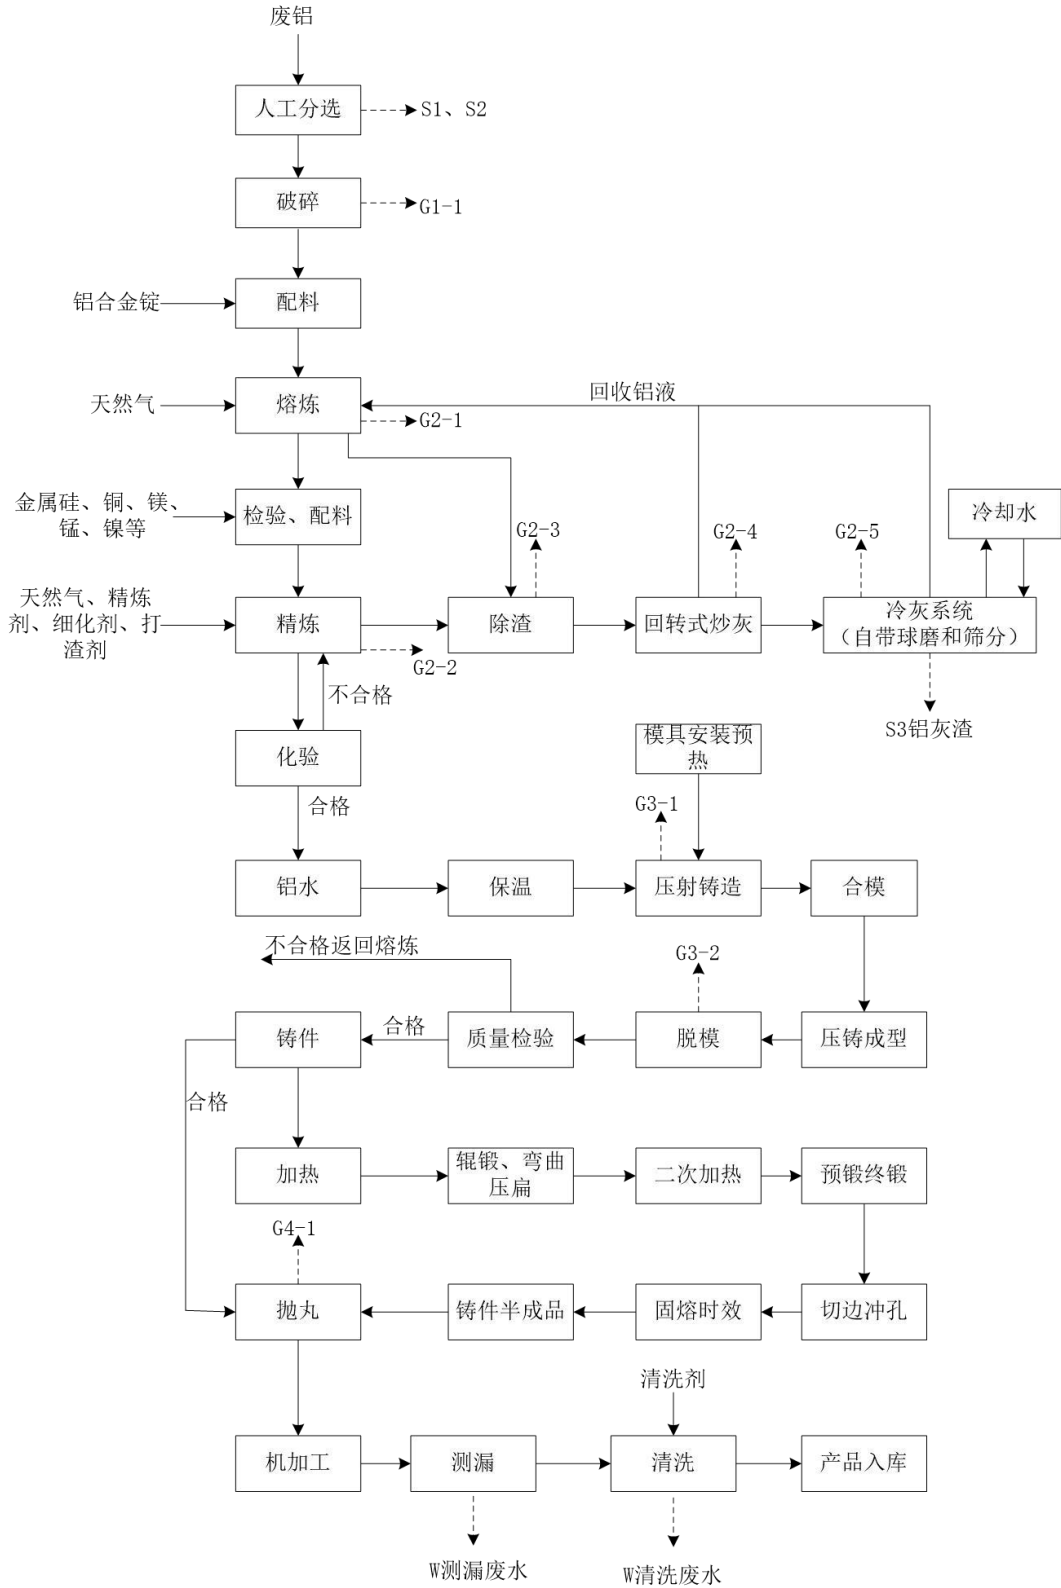 废铝
人工分选
S1、S2
破碎
G1-1
铝合金锭
配料
天然气
熔炼
回收铝液
G2-1
金属硅、铜、镁、
锰、镍等
检验、配料
冷却水
G2-3
G2-4
G2-5
天然气、精炼
剂、细化剂、打
渣剂
精炼
除渣
回转式炒灰
冷灰系统
（自带球磨和筛分）
G2-2
不合格
S3铝灰渣
化验
模具安装预
热
合格
G3-1
铝水
保温
压射铸造
合模
不合格返回熔炼
G3-2
铸件
合格
质量检验
脱模
压铸成型
合格
加热
辊锻、弯曲
压扁
二次加热
预锻终锻
G4-1
抛丸
铸件半成品
固熔时效
切边冲孔
清洗剂
机加工
测漏
清洗
产品入库
W测漏废水
W清洗废水